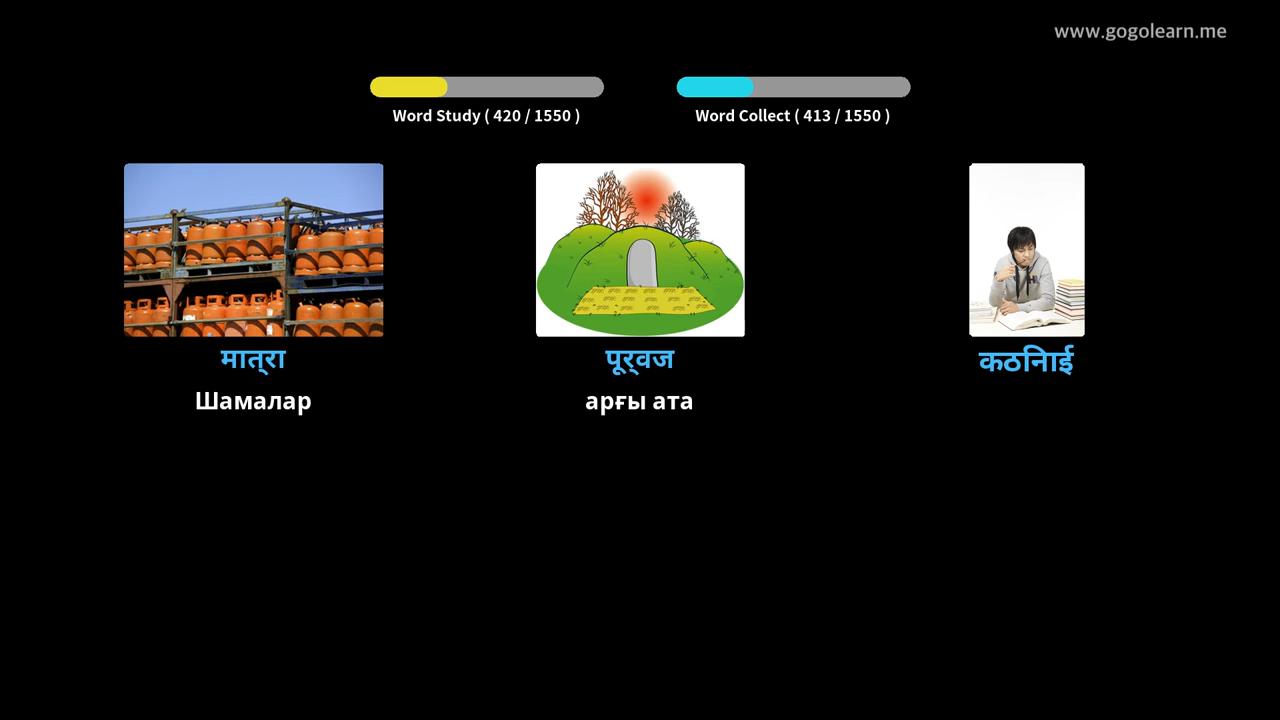 www.gogolearn.me
Word Study ( 420 / 1550 )
Word Collect ( 413 / 1550 )
मात्रा
पूर्वज
कठिनाई
Шамалар
арғы ата